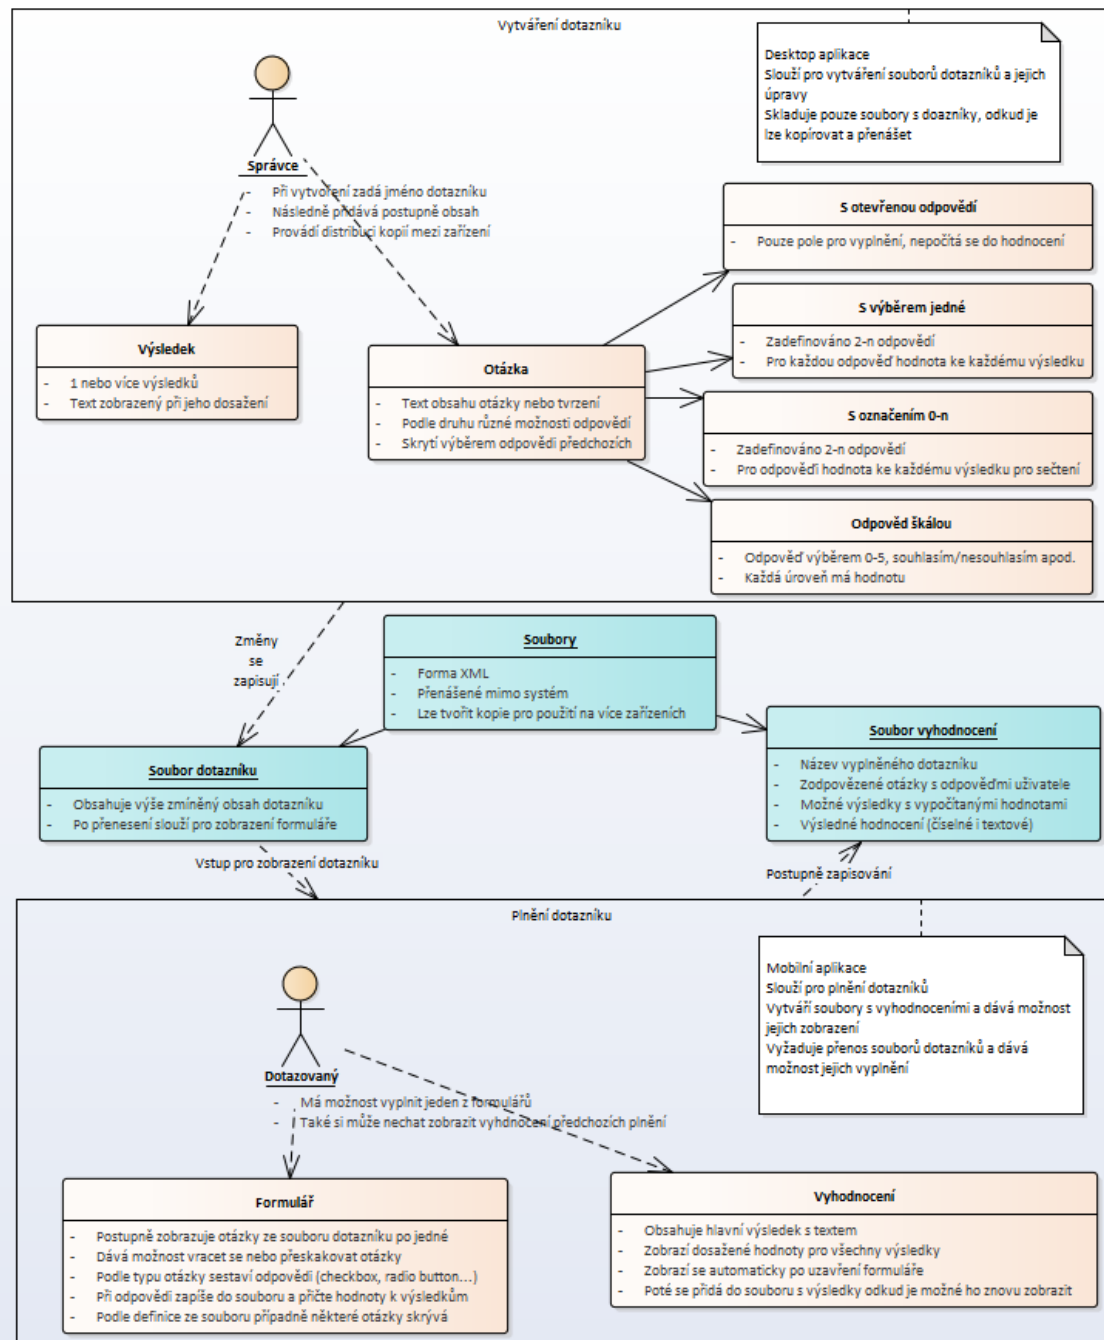 Vytváření dotazníku
Desktop aplikace
Slouží pro vytváření souborů dotazníků a jejich
úpravy
Skladuje pouze soubory s doazníky, odkud je
lze kopírovat a přenášet
Správce
- Při vytvoření zadá jméno dotazníku
- Následně přidává postupně obsah
- Provádí distribuci kopií mezi zařízení
S otevřenou odpovědí
- Pouze pole pro vyplnění, nepočítá se do hodnocení
S výběrem jedné
- Zadefinováno 2-n odpovědí
- Pro každou odpověď hodnota ke každému výsledku
Výsledek
- 1 nebo více výsledků
- Text zobrazený při jeho dosažení
Otázka
- Text obsahu otázky nebo tvrzení
- Podle druhu různé možnosti odpovědí
- Skrytí výběrem odpovědi předchozích
S označením 0-n
- Zadefinováno 2-n odpovědí
- Pro odpovědi hodnota ke každému výsledku pro sečtení
Odpověd škálou
- Odpověď výběrem 0-5, souhlasím/nesouhlasím apod.
- Každá úroveň má hodnotu
Změny
se
zapisují
Soubory
- Forma XML
- Přenášené mimo systém
- Lze tvořit kopie pro použití na více zařízeních
Soubor dotazníku
- Obsahuje výše zmíněný obsah dotazníku
- Po přenesení slouží pro zobrazení formuláře
Soubor vyhodnocení
- Název vyplněného dotazníku
- Zodpovězené otázky s odpověďmi uživatele
- Možné výsledky s vypočítanými hodnotami
- Výsledné hodnocení (číselné i textové)
Vstup pro zobrazení dotazníku
Postupně zapisování
Plnění dotazníku
Mobilní aplikace
Slouží pro plnění dotazníků
Vytváří soubory s vyhodnoceními a dává možnost
jejich zobrazení
Vyžaduje přenos souborů dotazníků a dává
možnost jejich vyplnění
Dotazovaný
- Má možnost vyplnit jeden z formulářů
- Také si může nechat zobrazit vyhdnocení předchozích plnění
Formulář
- Postupně zobrazuje otázky ze souboru dotazníku po jedné
- Dává možnost vracet se nebo přeskakovat otázky
- Podle typu otázky sestaví odpovědi (checkbox, radio button...)
- Při odpovědi zapíše do souboru a přičte hodnoty k výsledkům
- Podle definice ze souboru případně některé otázky skrývá
Vyhodnocení
- Obsahuje hlavní výsledek s textem
- Zobrazí dosažené hodnoty pro všechny výsledky
- Zobrazí se automaticky po uzavření formuláře
- Poté se přidá do souboru s výsledky odkud je možné ho znovu zobrazit